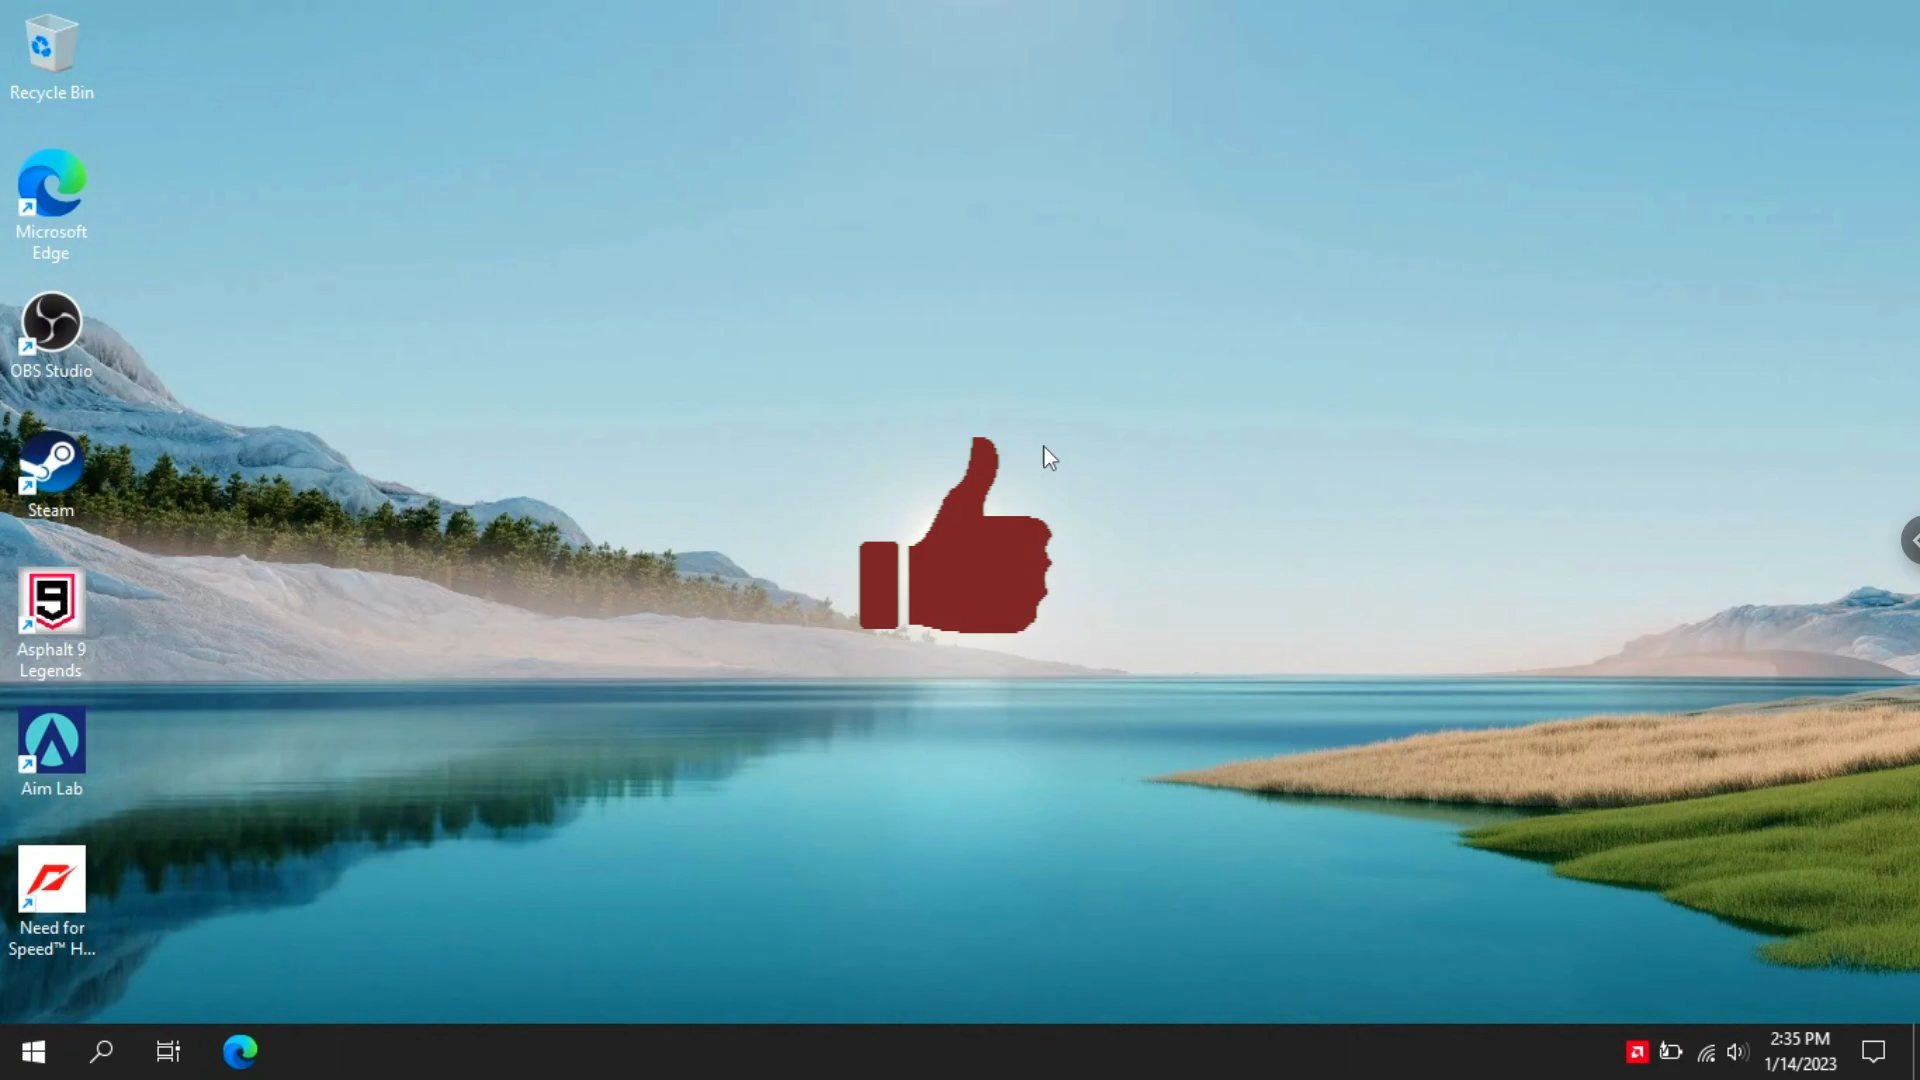 Recycle Bin
Microsoft
Edge
OBS Studio
Steam
9
Asphalt 9
Legends
Aim Lab
Need for
Speed™ H...
2:35 PM
1/14/2023